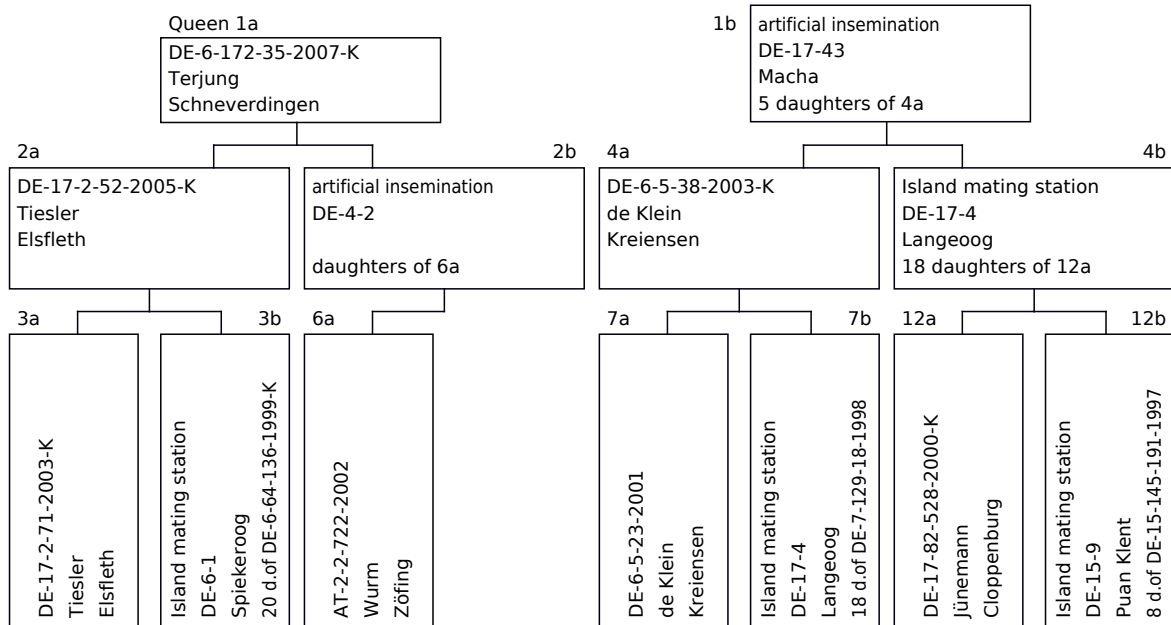 Queen 1a
DE-6-172-35-2007-K
Terjung
Schneverdingen
1b
artificial insemination
DE-17-43
Macha
5 daughters of 4a
2a
DE-17-2-52-2005-K
Tiesler
Elsfleth
2b
artificial insemination
DE-4-2
daughters of 6a
4a
DE-6-5-38-2003-K
de Klein
Kreiensen
4b
Island mating station
DE-17-4
Langeoog
18 daughters of 12a
3a
DE-17-2-71-2003-K
Tiesler
Elsfleth
3b
Island mating station
DE-6-1
Spiekeroog
20 d.of DE-6-64-136-1999-K
6a
AT-2-2-722-2002
Wurm
Zöfing
7a
DE-6-5-23-2001
de Klein
Kreiensen
7b
Island mating station
DE-17-4
Langeoog
18 d.of DE-7-129-18-1998
12a
DE-17-82-528-2000-K
Jünemann
Cloppenburg
12b
Island mating station
DE-15-9
Puan Klent
8 d.of DE-15-145-191-1997